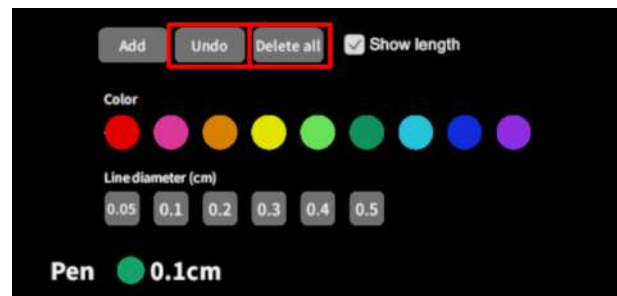 Add Undo Delete all Show length
Color
Line diameter (cm)
0.05 0.1 0.2 0.3 0.4 0.5
Pen 0.1cm